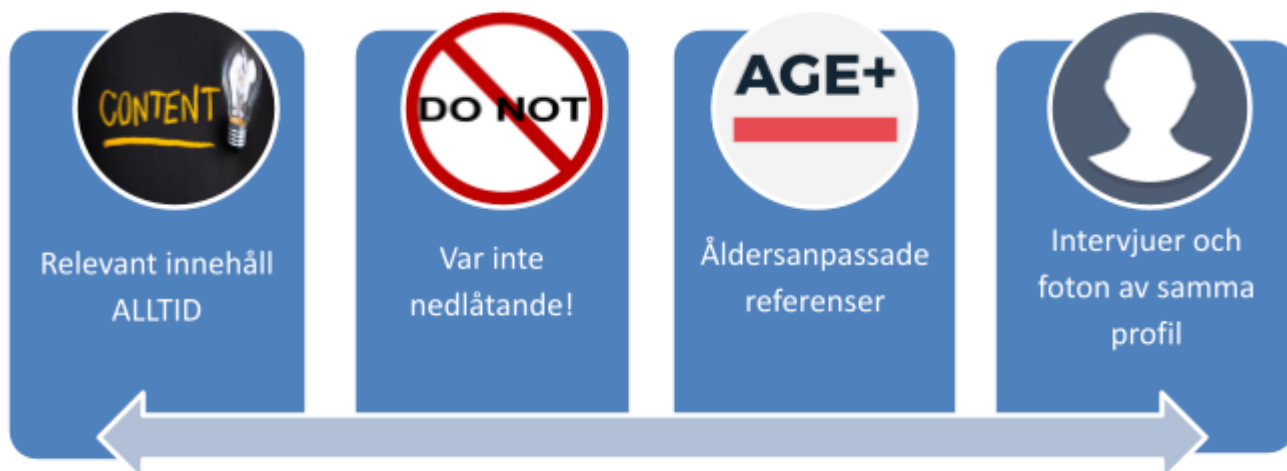 CONTENT
Relevant innehåll
ALLTID
DO NOT
Var inte
nedlåtande!
AGE+
Åldersanpassade
referenser
Intervjuer och
foton av samma
profil